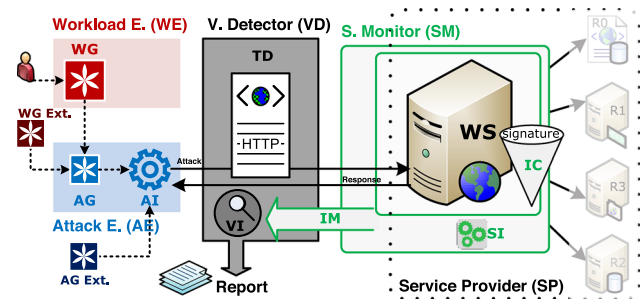 Workload E. (WE)
V. Detector (VD)
S. Monitor (SM)
WG
TD
R0
WG Ext.
HTTP
WS
signature
R1
Attack
AG
AI
Response
IC
R3
Attack E. (AE)
VI
IM
SI
R2
AG Ext.
Report
Service Provider (SP)